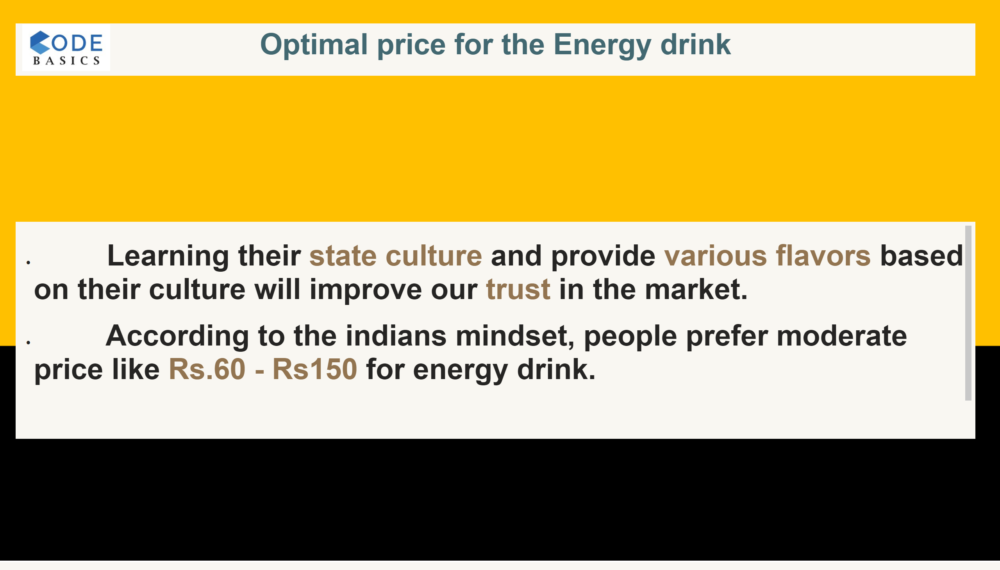 CODE
BASICS
Optimal price for the Energy drink
• Learning their state culture and provide various flavors based
on their culture will improve our trust in the market.
• According to the indians mindset, people prefer moderate
price like Rs.60 - Rs150 for energy drink.